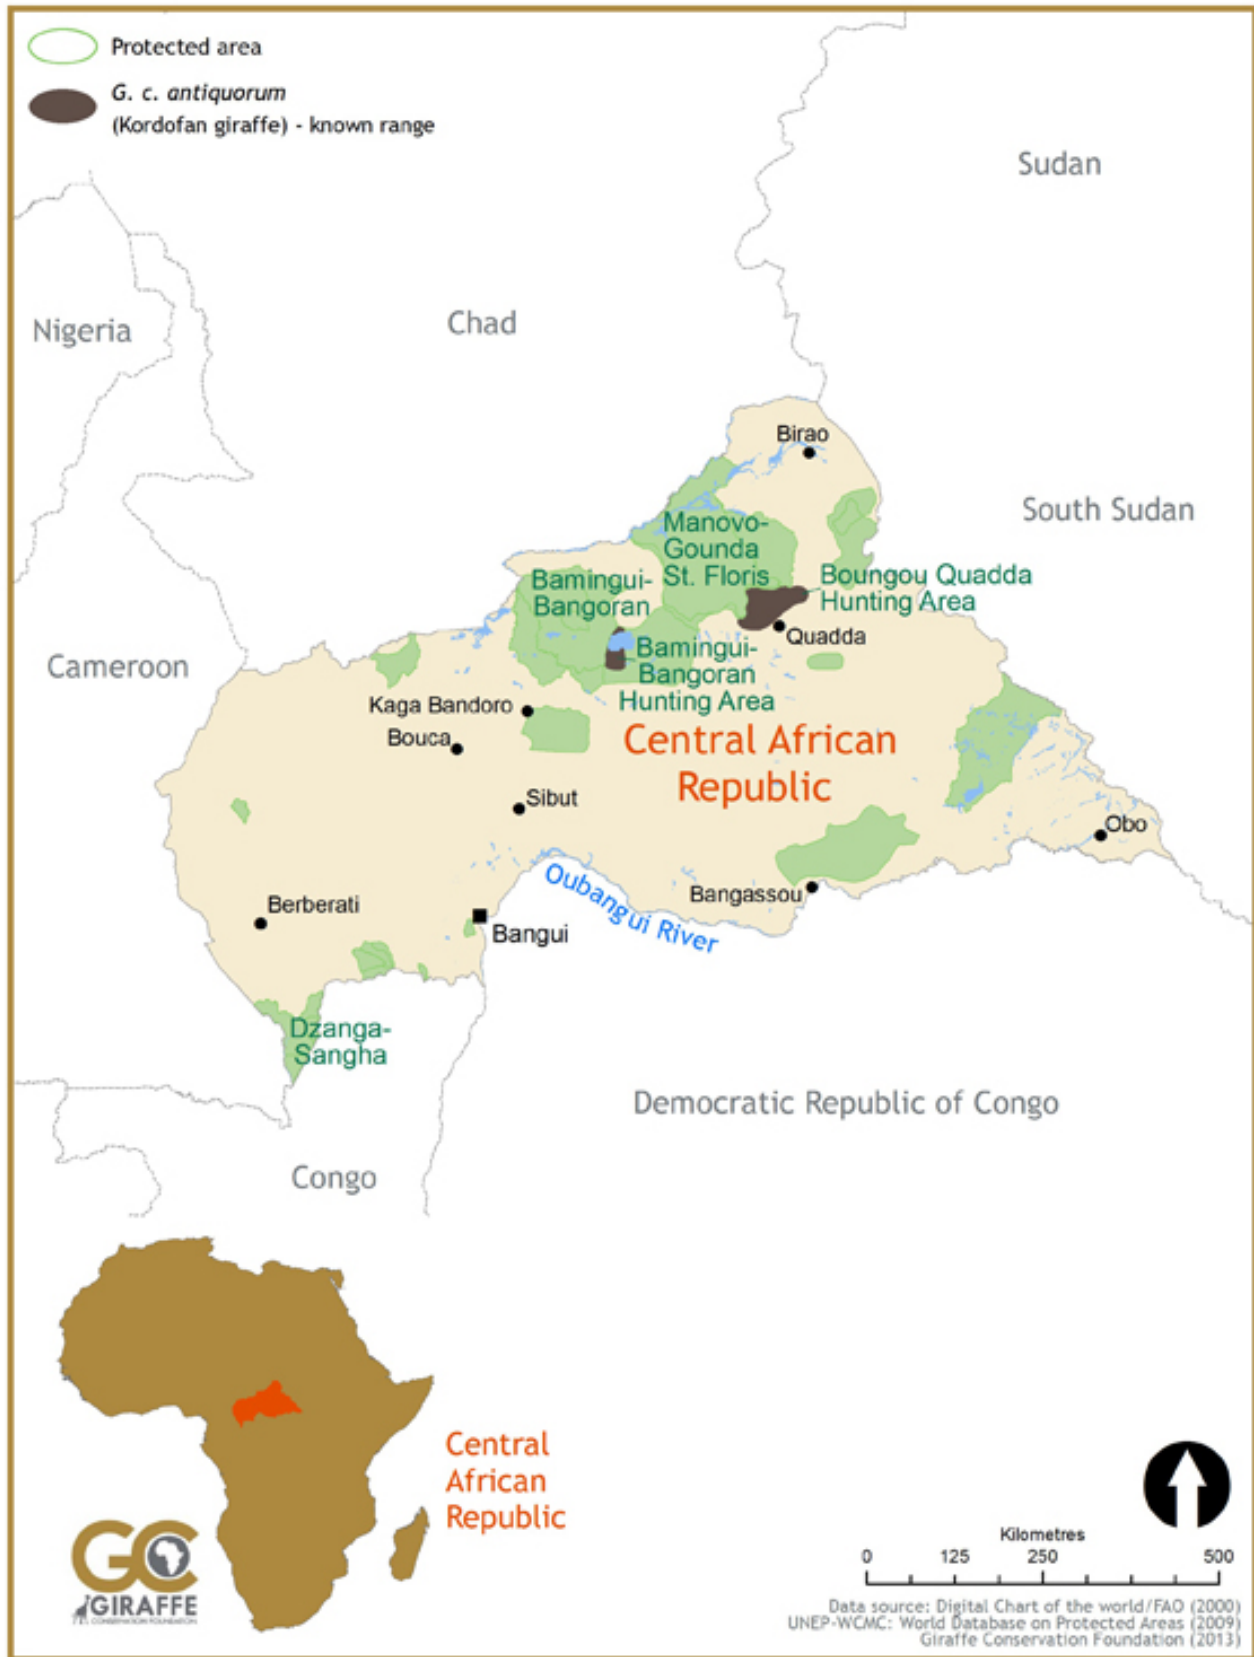 Protected area
G. c. antiquorum
(Kordofan giraffe) - known range
Sudan
Nigeria
Chad
Birao
South Sudan
Manovo-
Gounda
St. Floris
Bamingui-
Bangoran
Boungou Quadda
Hunting Area
Quadda
Cameroon
Bamingui-
Bangoran
Hunting Area
Kaga Bandoro
Bouca
Central African
Republic
Sibut
Obo
Oubangui River
Bangassou
Berberati
Bangui
Dzanga-
Sangha
Democratic Republic of Congo
Congo
Central
African
Republic
GC
GIRAFFE
CONSERVATION FOUNDATION
Kilometres
0 125 250 500
Data source: Digital Chart of the world/FAO (2000)
UNEP-WCMC: World Database on Protected Areas (2009)
Giraffe Conservation Foundation (2013)